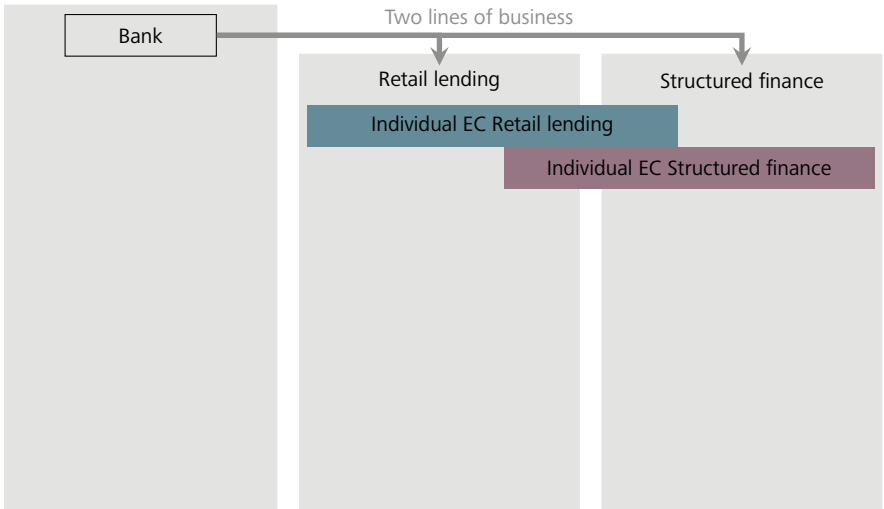 Two lines of business
Bank
Retail lending
Structured finance
Individual EC Retail lending
Individual EC Structured finance